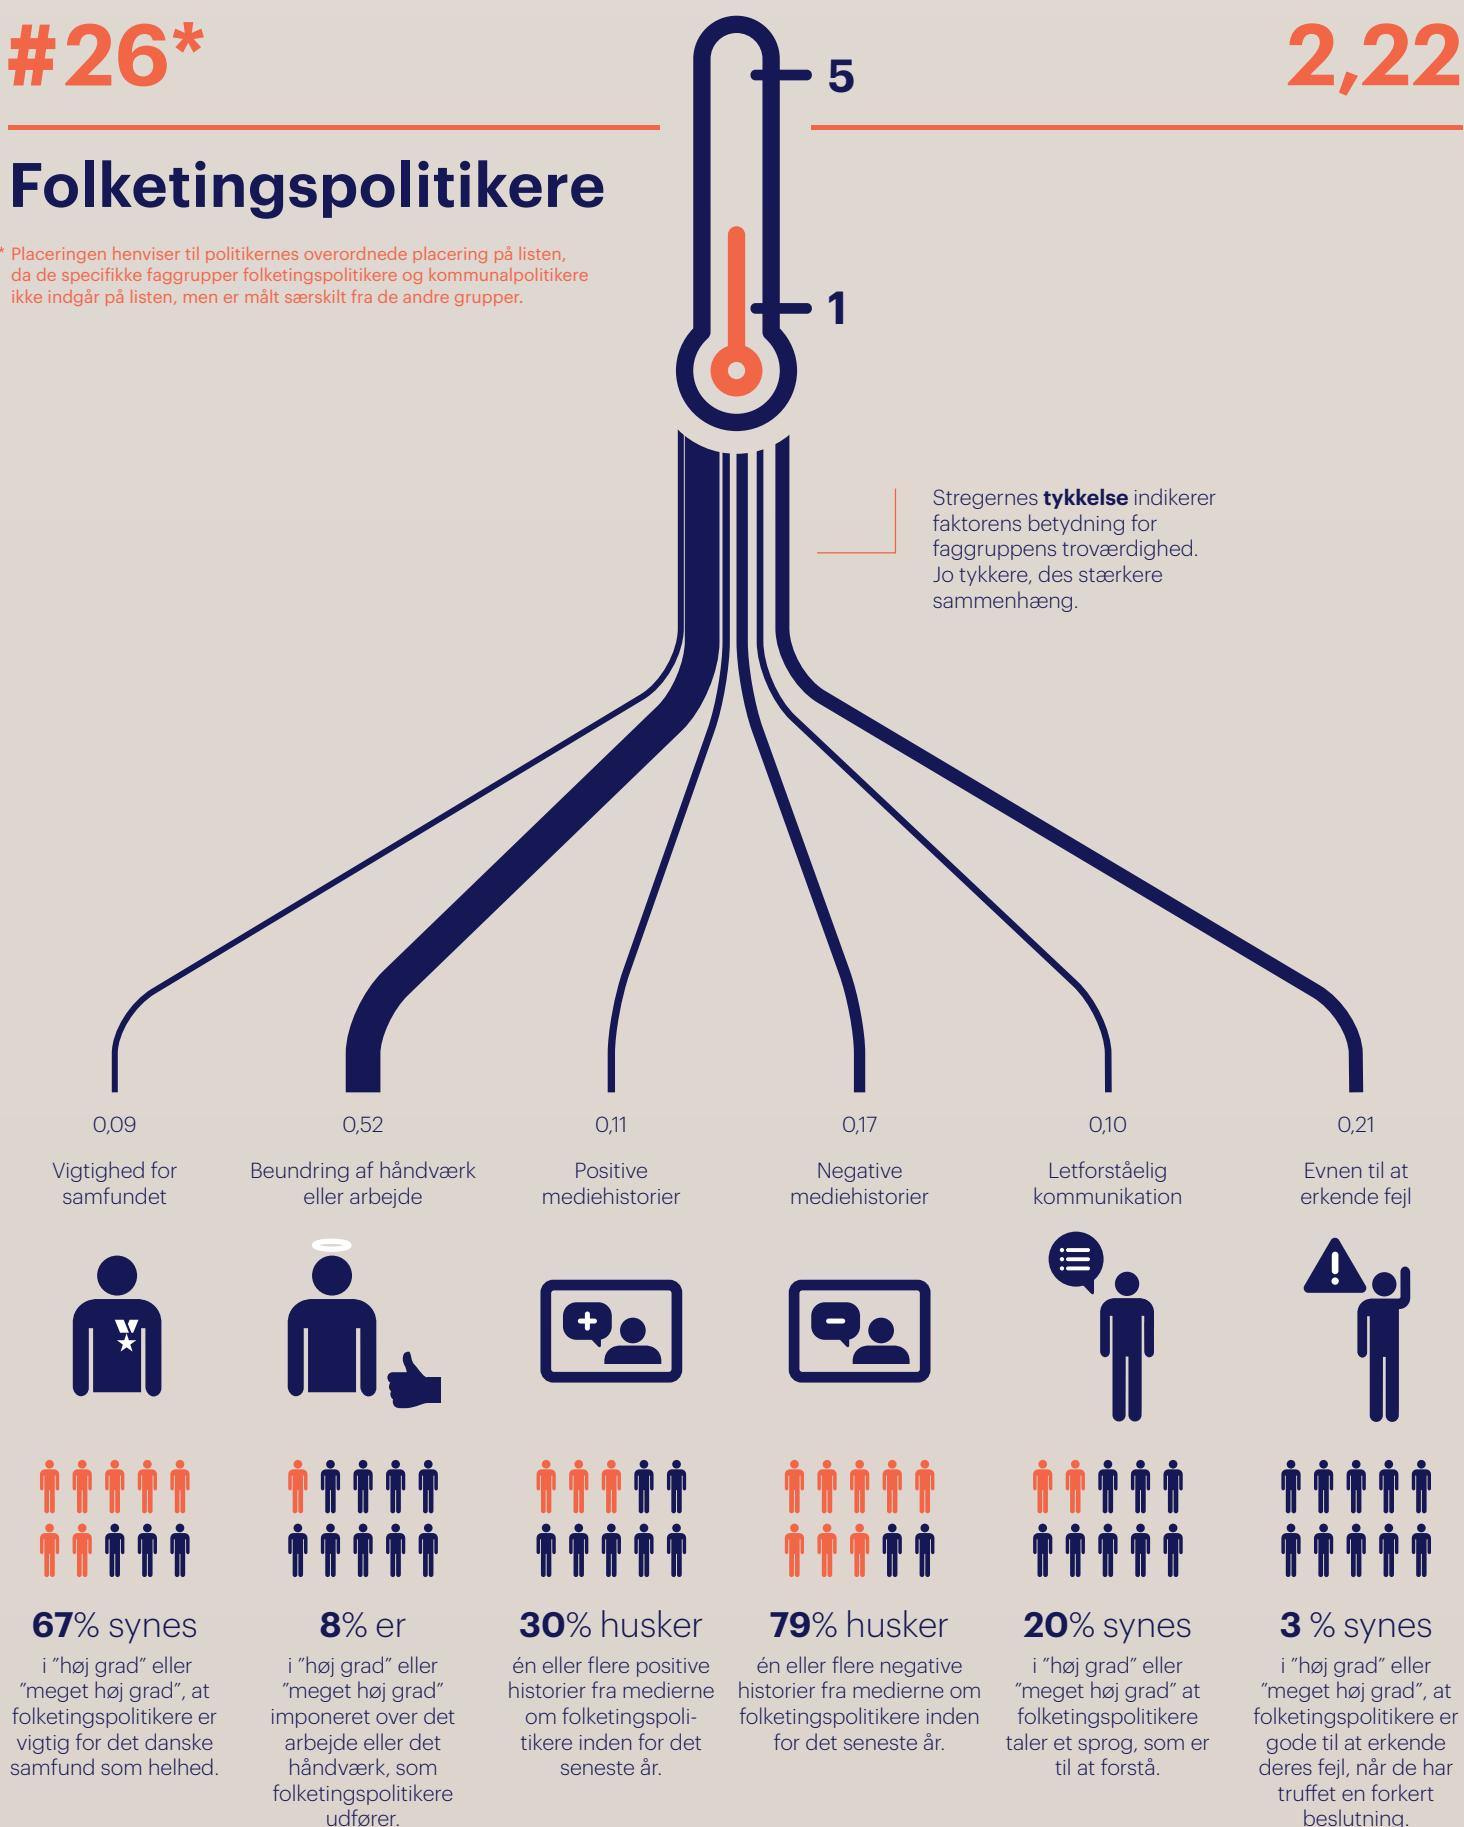 #26*
2,22
5
1
Folketingspolitikere
* Placeringen henviser til politikernes overordnede placering på listen,
da de specifikke faggrupper folketingspolitikere og kommunalpolitikere
ikke indgår på listen, men er målt særskilt fra de andre grupper.
Stregernes tykkelse indikerer
faktorens betydning for
faggruppens troværdighed.
Jo tykkere, des stærkere
sammenhæng.
0,09
Vigtighed for
samfundet
0,52
Beundring af håndværk
eller arbejde
0,11
Positive
mediehistorier
0,17
Negative
mediehistorier
0,10
Letforståelig
kommunikation
0,21
Evnen til at
erkende fejl
67% synes
i ”høj grad” eller
”meget høj grad”, at
folketingspolitikere er
vigtig for det danske
samfund som helhed.
8% er
i ”høj grad” eller
”meget høj grad”
imponeret over det
arbejde eller det
håndværk, som
folketingspolitikere
udfører.
30% husker
én eller flere positive
historier fra medierne
om folketingspoli-
tikere inden for det
seneste år.
79% husker
én eller flere negative
historier fra medierne om
folketingspolitikere inden
for det seneste år.
20% synes
i ”høj grad” eller
”meget høj grad” at
folketingspolitikere
taler et sprog, som er
til at forstå.
3 % synes
i ”høj grad” eller
”meget høj grad”, at
folketingspolitikere er
gode til at erkende
deres fejl, når de har
truffet en forkert
beslutning.